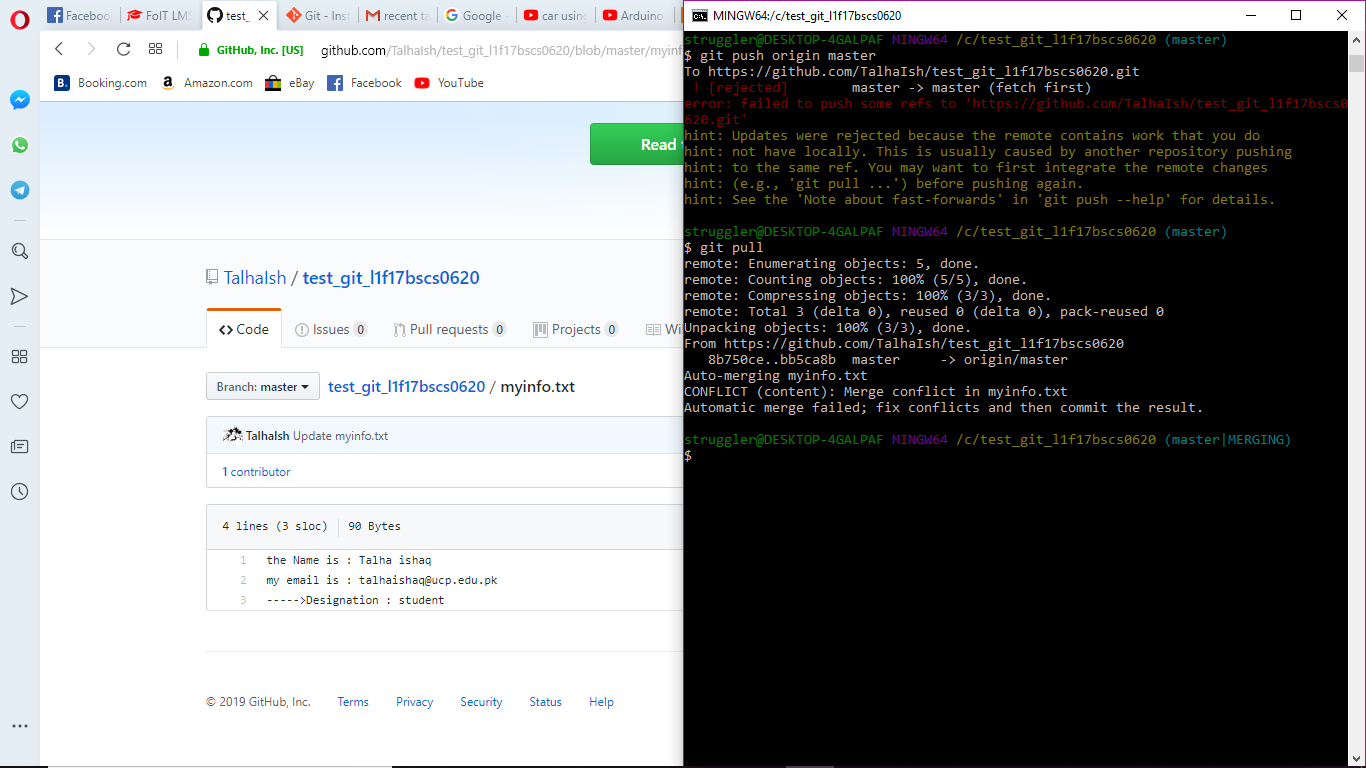 Facebo
FoIT LM
test_
Git - Inst
recent ta
Google
car using
Arduino
GitHub, Inc. [US]
github.com/TalhaIsh/test_git_l1f17bscs0620/blob/master/myinf
Booking.com
Amazon.com
eBay
Facebook
YouTube
Read
TalhaIsh / test_git_l1f17bscs0620
Code
Issues 0
Pull requests 0
Projects 0
Wi
Branch: master
test_git_l1f17bscs0620 / myinfo.txt
TalhaIsh Update myinfo.txt
1 contributor
4 lines (3 sloc) 90 Bytes
1 the Name is : Talha ishaq
2 my email is : talhaishaq@ucp.edu.pk
3 ----->Designation : student
© 2019 GitHub, Inc.
Terms
Privacy
Security
Status
Help
MINGW64:/c/test_git_l1f17bscs0620
struggler@DESKTOP-4GALPAF MINGW64 /c/test_git_l1f17bscs0620 (master)
$ git push origin master
To https://github.com/TalhaIsh/test_git_l1f17bscs0620.git
! [rejected] master -> master (fetch first)
error: failed to push some refs to 'https://github.com/TalhaIsh/test_git_l1f17bscs0
620.git'
hint: Updates were rejected because the remote contains work that you do
hint: not have locally. This is usually caused by another repository pushing
hint: to the same ref. You may want to first integrate the remote changes
hint: (e.g., 'git pull ...') before pushing again.
hint: See the 'Note about fast-forwards' in 'git push --help' for details.
struggler@DESKTOP-4GALPAF MINGW64 /c/test_git_l1f17bscs0620 (master)
$ git pull
remote: Enumerating objects: 5, done.
remote: Counting objects: 100% (5/5), done.
remote: Compressing objects: 100% (3/3), done.
remote: Total 3 (delta 0), reused 0 (delta 0), pack-reused 0
Unpacking objects: 100% (3/3), done.
From https://github.com/TalhaIsh/test_git_l1f17bscs0620
8b750ce..bb5ca8b master -> origin/master
Auto-merging myinfo.txt
CONFLICT (content): Merge conflict in myinfo.txt
Automatic merge failed; fix conflicts and then commit the result.
struggler@DESKTOP-4GALPAF MINGW64 /c/test_git_l1f17bscs0620 (master|MERGING)
$